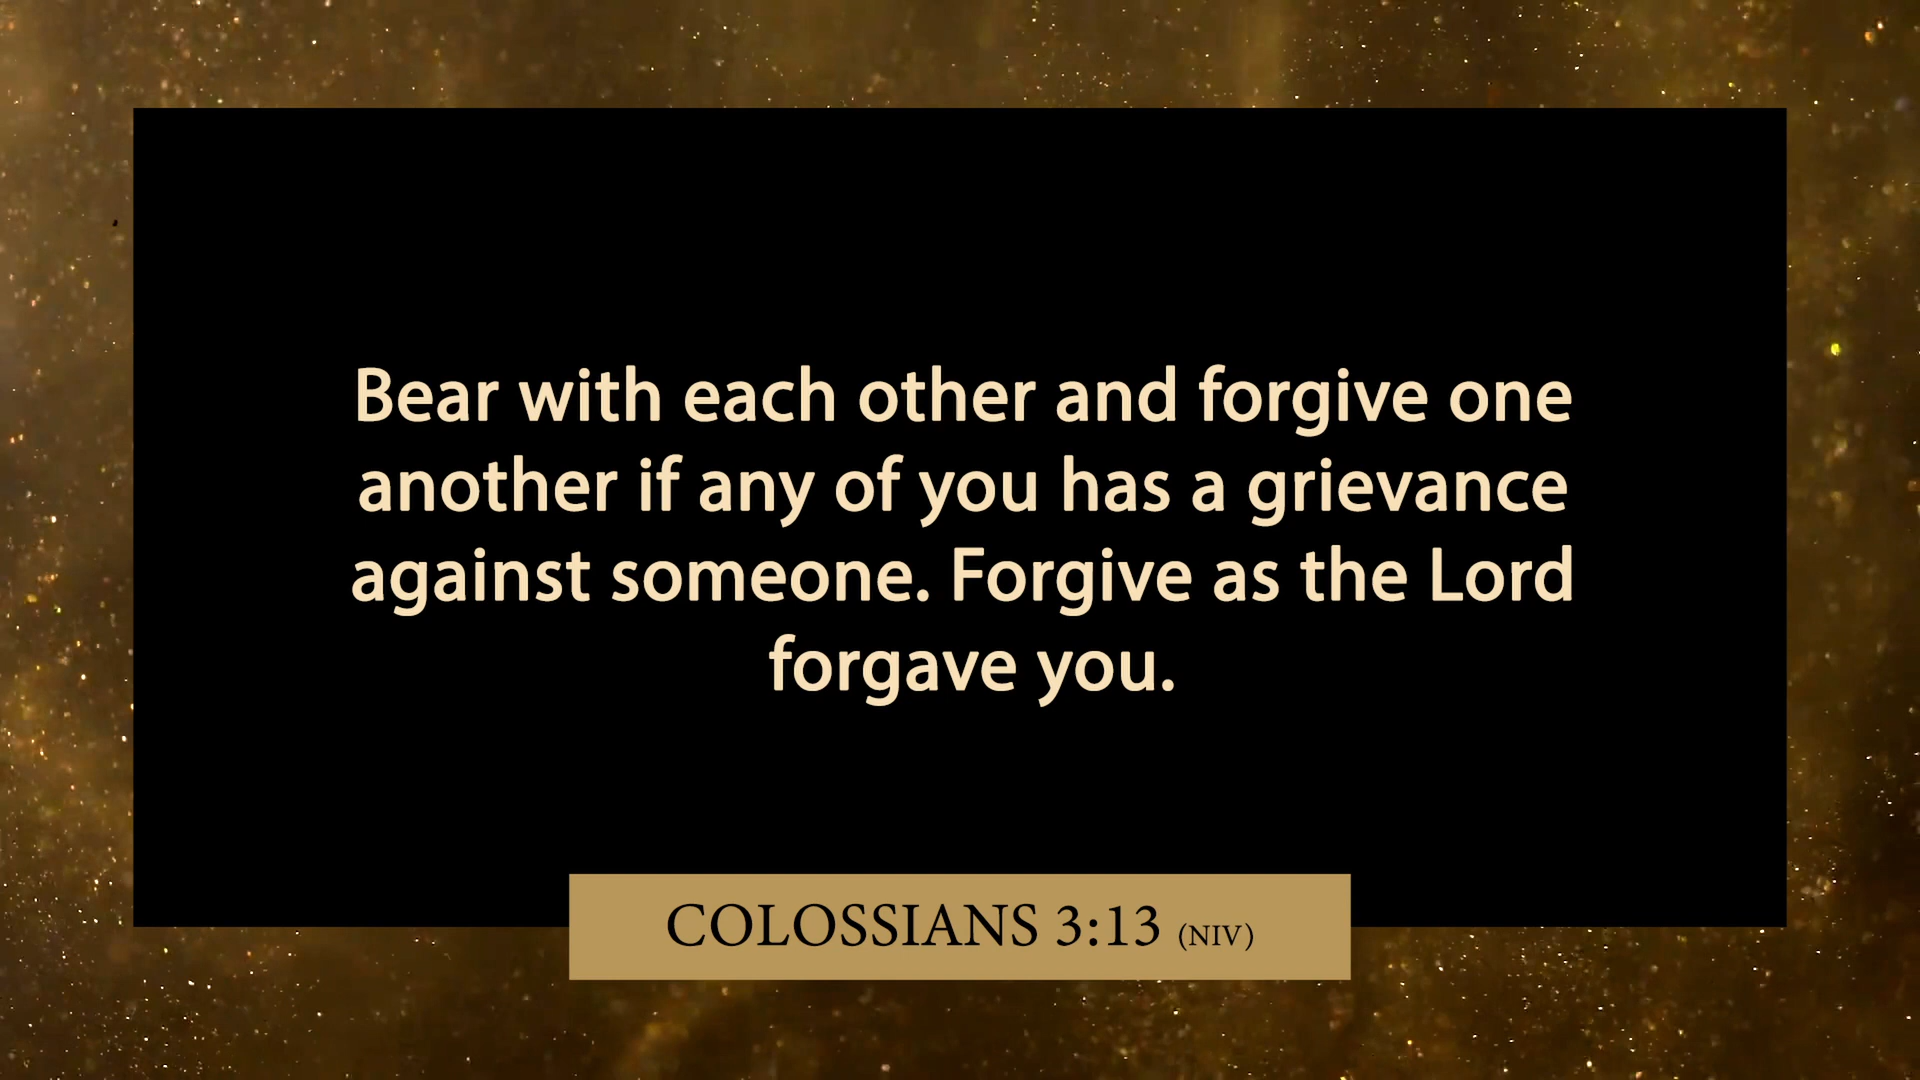 Bear with each other and forgive one
another if any of you has a grievance
against someone. Forgive as the Lord
forgave you.
COLOSSIANS 3:13 (NIV)